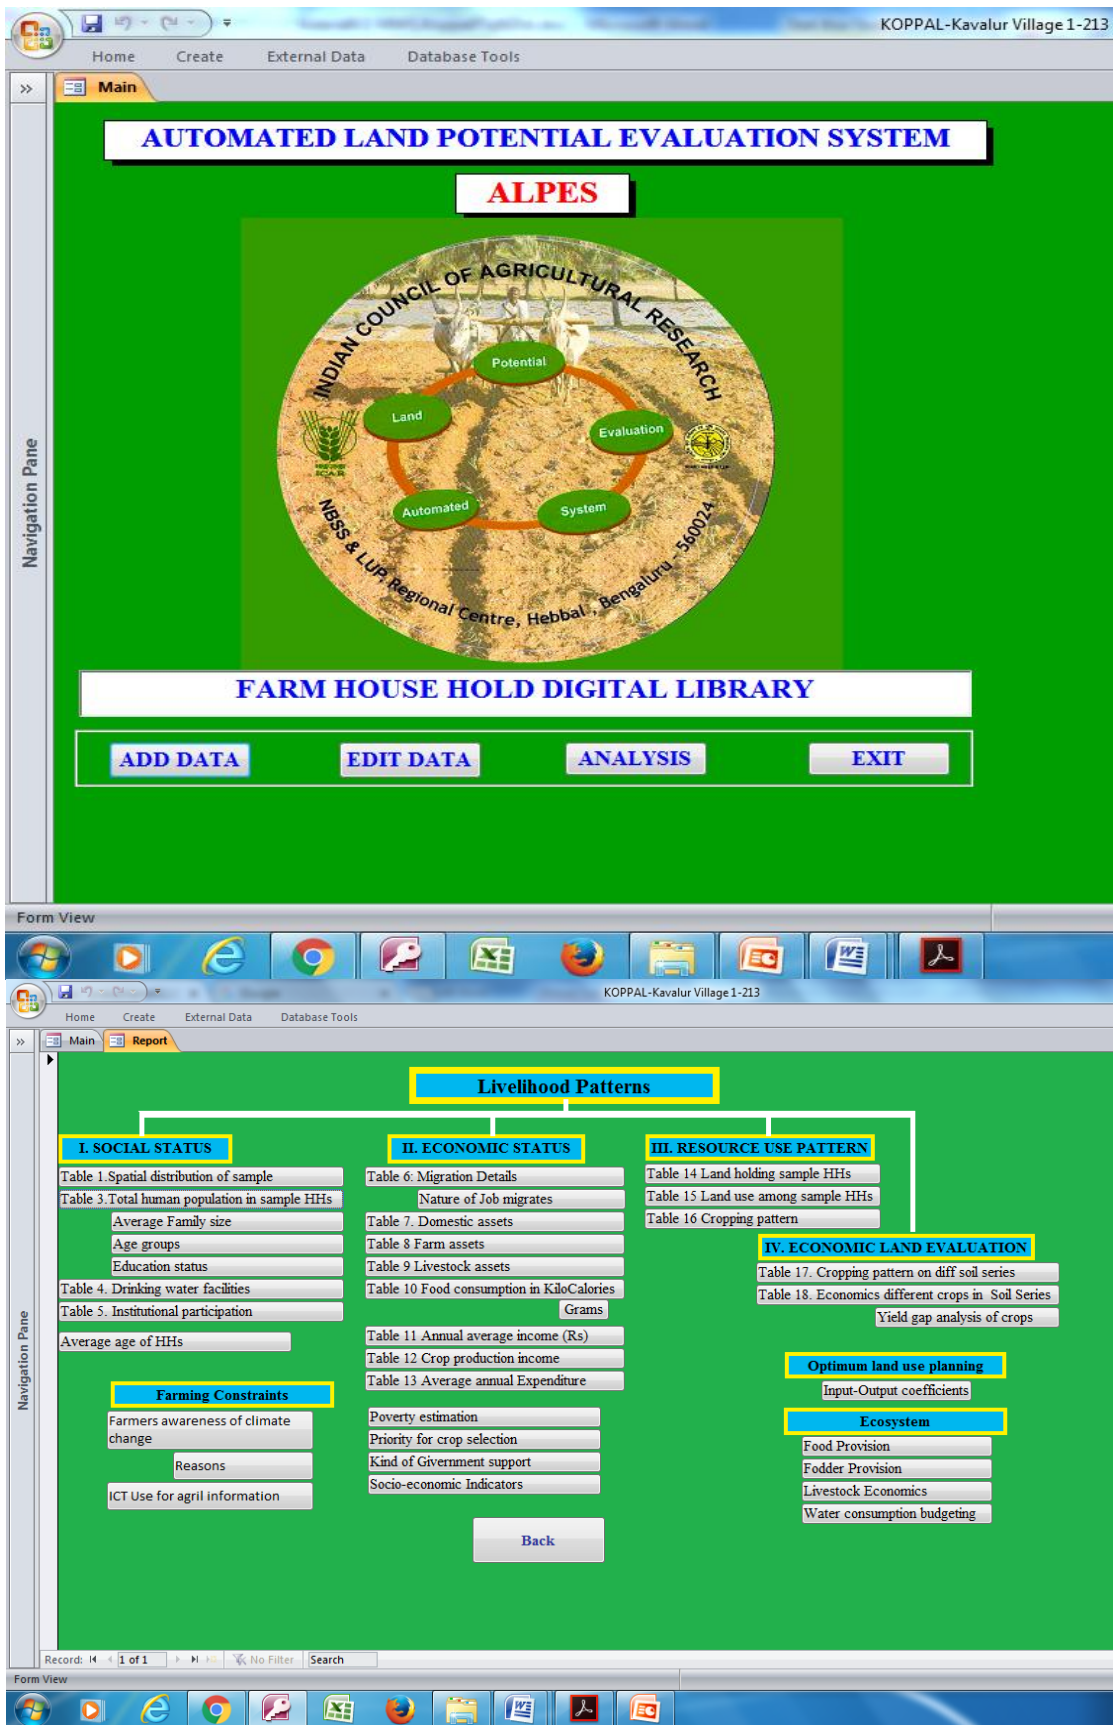 KOPPAL-Kavalur Village 1-213
Home Create External Data Database Tools
Main
AUTOMATED LAND POTENTIAL EVALUATION SYSTEM
ALPES
INDIAN COUNCIL OF AGRICULTURAL RESEARCH
Potential
Land
Evaluation
ICAR
Automated
System
NBSS & LUP, Regional Centre, Hebbal , Bengaluru - 560024
Navigation Pane
FARM HOUSE HOLD DIGITAL LIBRARY
ADD DATA EDIT DATA ANALYSIS EXIT
Form View
KOPPAL-Kavalur Village 1-213
Home Create External Data Database Tools
Main Report
Livelihood Patterns
I. SOCIAL STATUS
Table 1.Spatial distribution of sample
Table 3.Total human population in sample HHs
Average Family size
Age groups
Education status
Table 4. Drinking water facilities
Table 5. Institutional participation
Average age of HHs
Farming Constraints
Farmers awareness of climate
change
Reasons
ICT Use for agril information
II. ECONOMIC STATUS
Table 6: Migration Details
Nature of Job migrates
Table 7. Domestic assets
Table 8 Farm assets
Table 9 Livestock assets
Table 10 Food consumption in KiloCalories
Grams
Table 11 Annual average income (Rs)
Table 12 Crop production income
Table 13 Average annual Expenditure
Poverty estimation
Priority for crop selection
Kind of Givernment support
Socio-economic Indicators
Back
III. RESOURCE USE PATTERN
Table 14 Land holding sample HHs
Table 15 Land use among sample HHs
Table 16 Cropping pattern
IV. ECONOMIC LAND EVALUATION
Table 17. Cropping pattern on diff soil series
Table 18. Economics different crops in Soil Series
Yield gap analysis of crops
Optimum land use planning
Input-Output coefficients
Ecosystem
Food Provision
Fodder Provision
Livestock Economics
Water consumption budgeting
Navigation Pane
Record: 1 of 1 No Filter Search
Form View